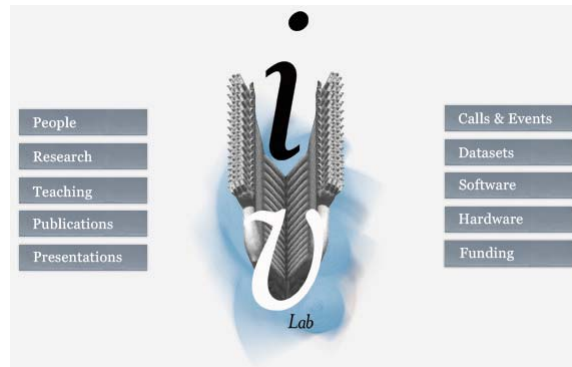 i
People
Research
Teaching
Publications
Presentations
Calls & Events
Datasets
Software
Hardware
Funding
v
Lab